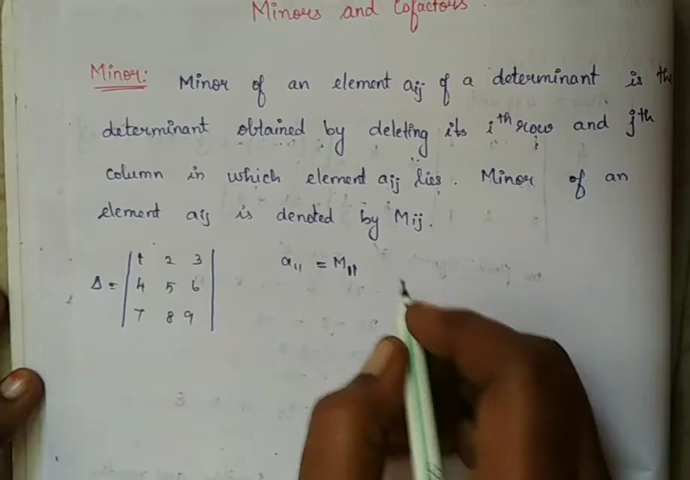 Minors and Cofactors.
Minor: Minor of an element aij of a determinant is the
determinant obtained by deleting its ith row and jth
column in which element aij lies. Minor of an
element aij is denoted by Mij.
1 2 3
Δ = 4 5 6 a11 = M11
7 8 9